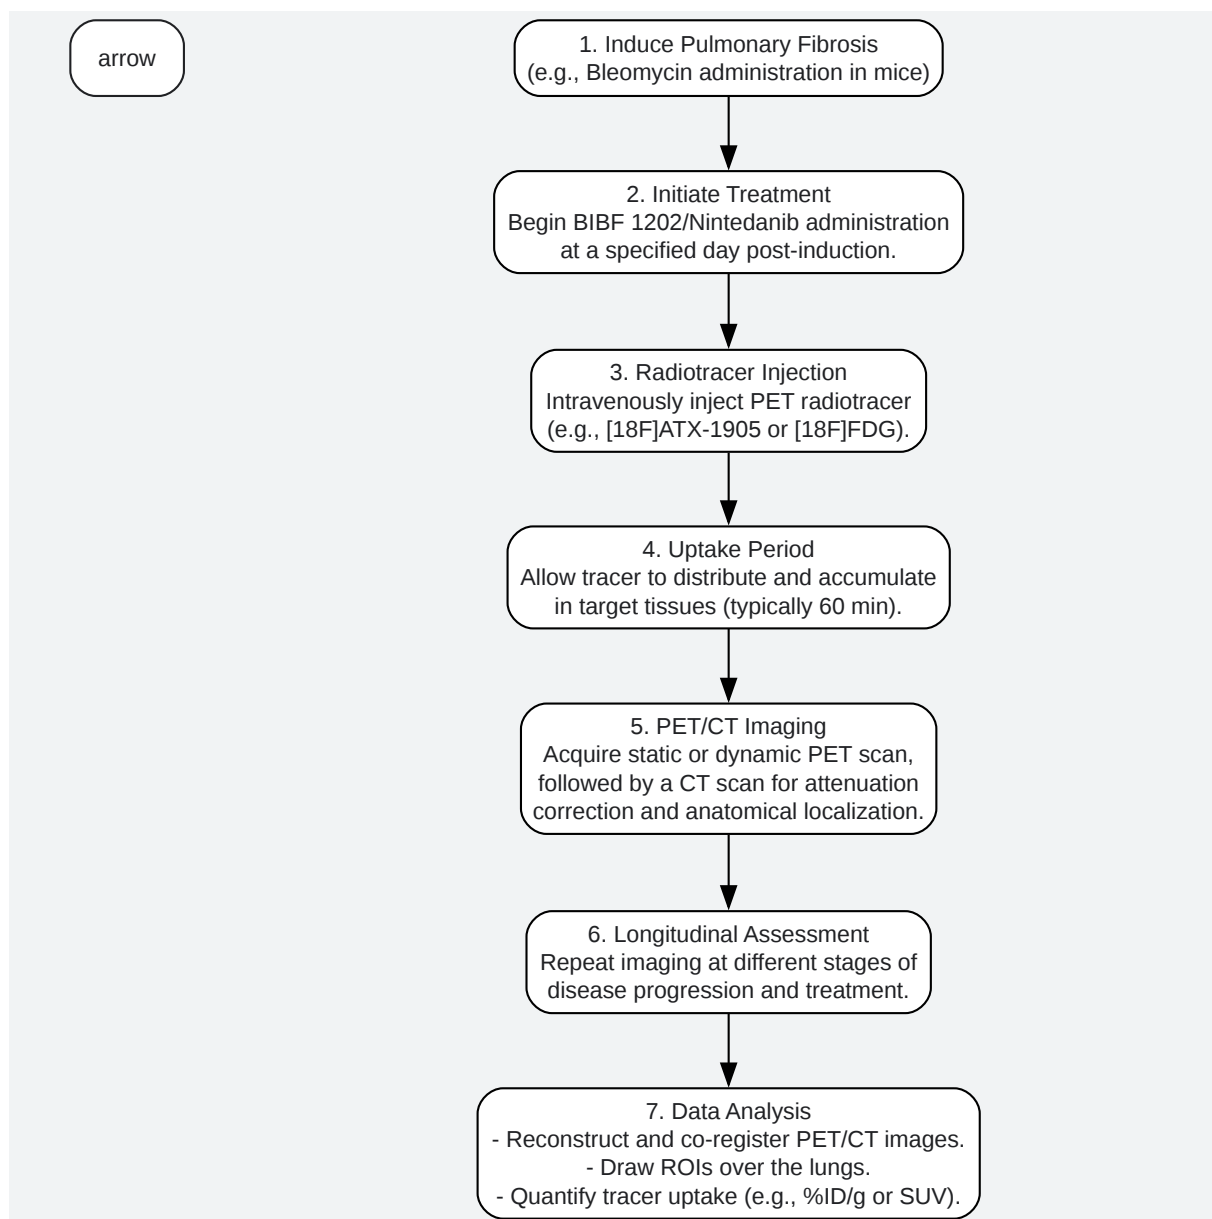 arrow
1. Induce Pulmonary Fibrosis
(e.g., Bleomycin administration in mice)
2. Initiate Treatment
Begin BIBF 1202/Nintedanib administration
at a specified day post-induction.
3. Radiotracer Injection
Intravenously inject PET radiotracer
(e.g., [18F]ATX-1905 or [18F]FDG).
4. Uptake Period
Allow tracer to distribute and accumulate
in target tissues (typically 60 min).
5. PET/CT Imaging
Acquire static or dynamic PET scan,
followed by a CT scan for attenuation
correction and anatomical localization.
6. Longitudinal Assessment
Repeat imaging at different stages of
disease progression and treatment.
7. Data Analysis
- Reconstruct and co-register PET/CT images.
- Draw ROIs over the lungs.
- Quantify tracer uptake (e.g., %ID/g or SUV).